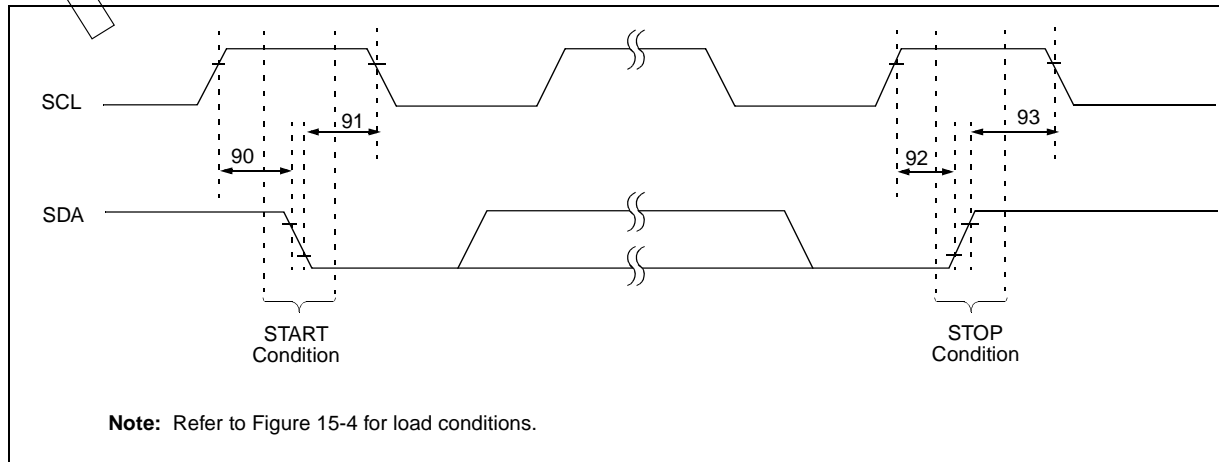 SCL
91
93
90
92
SDA
START
Condition
STOP
Condition
Note: Refer to Figure 15-4 for load conditions.